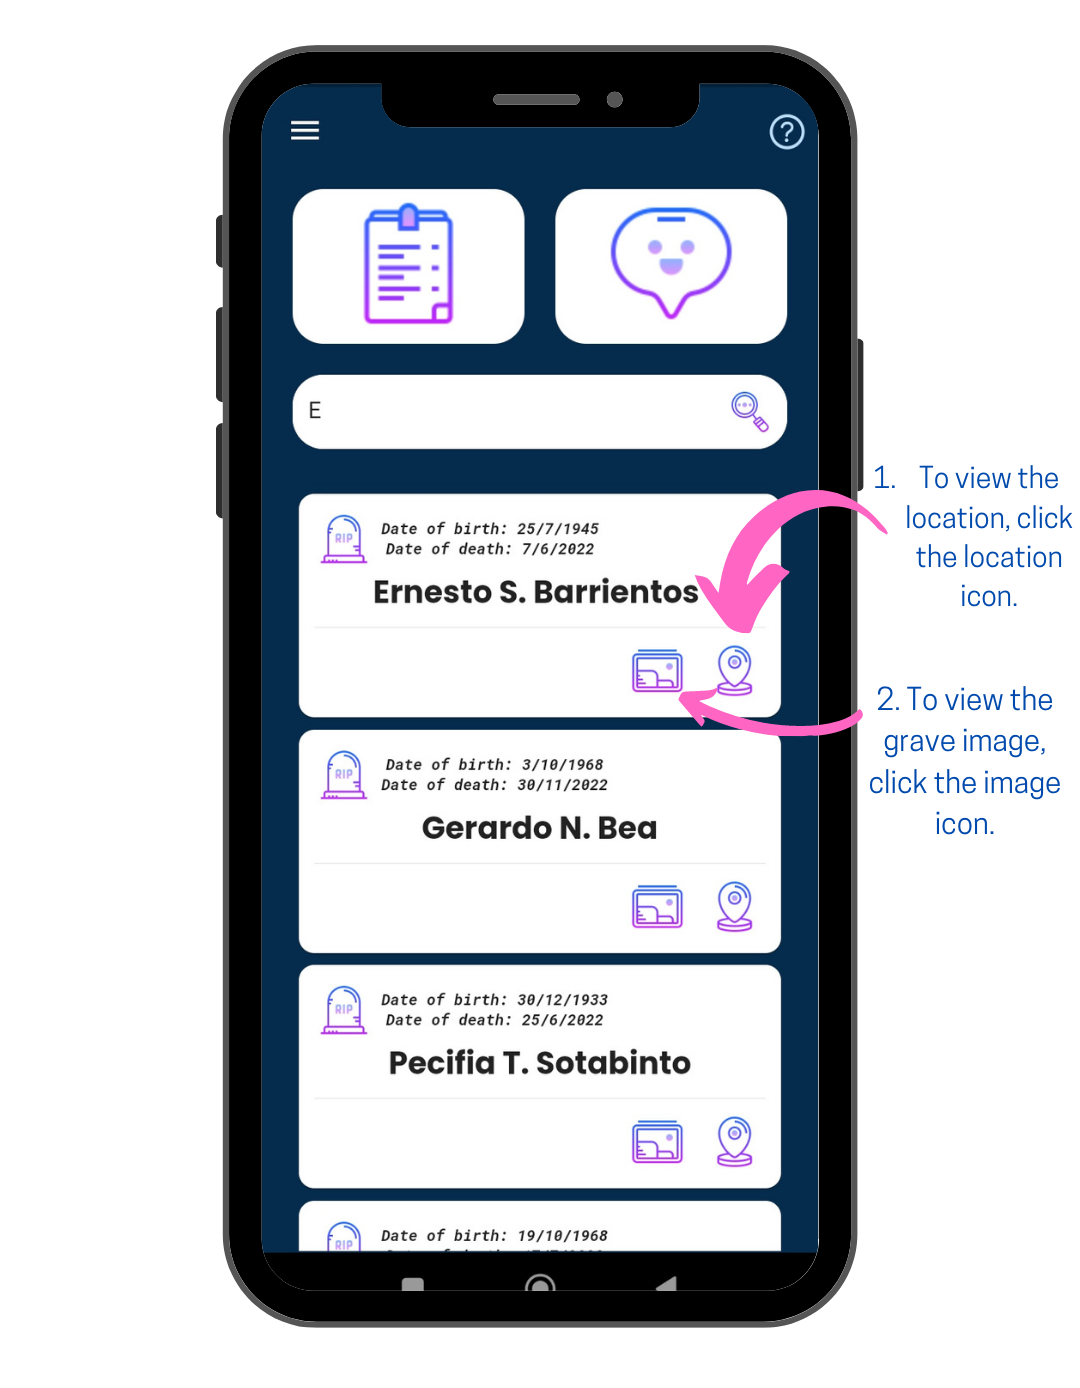 E
RIP
Date of birth: 25/7/1945
Date of death: 7/6/2022
Ernesto S. Barrientos
1. To view the
location, click
the location
icon.
2. To view the
grave image,
click the image
icon.
RIP
Date of birth: 3/10/1968
Date of death: 30/11/2022
Gerardo N. Bea
RIP
Date of birth: 30/12/1933
Date of death: 25/6/2022
Pecifia T. Sotabinto
RIP
Date of birth: 19/10/1968